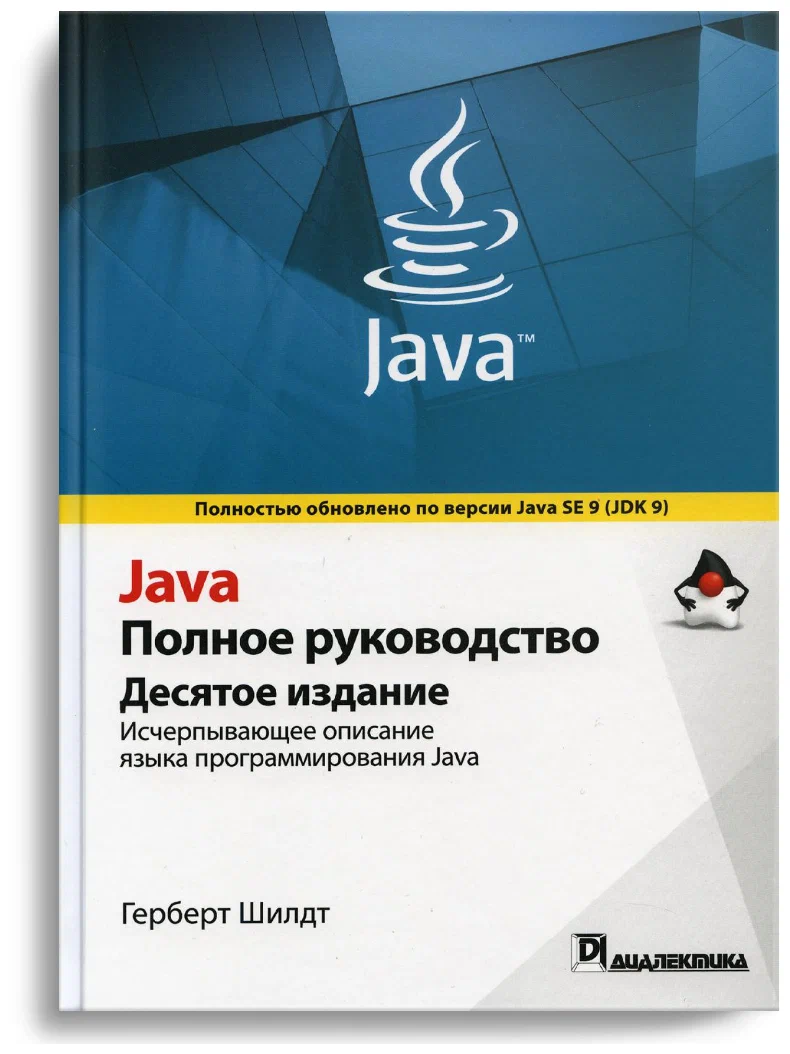 Java™
Полностью обновлено по версии Java SE 9 (JDK 9)
Java
Полное руководство
Десятое издание
Исчерпывающее описание
языка программирования Java
Герберт Шилдт
D ДИАЛЕКТИКА